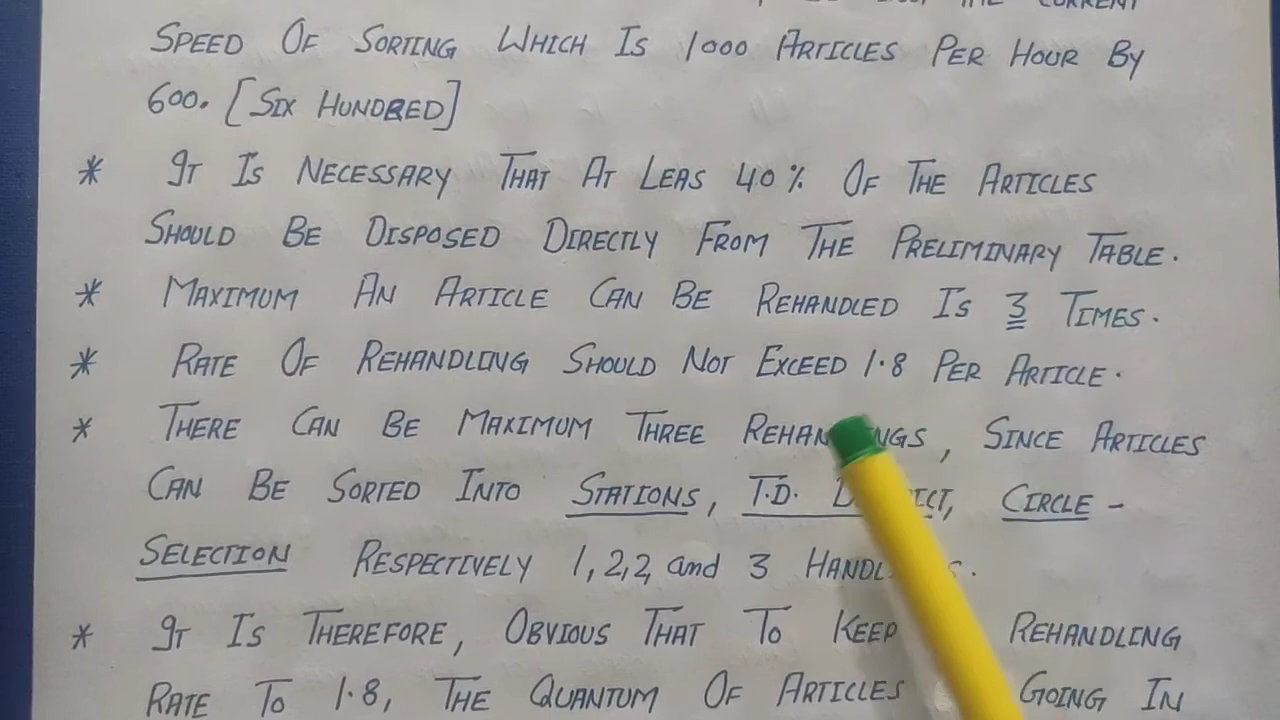 THE CURRENT
SPEED OF SORTING WHICH IS 1000 ARTICLES PER HOUR BY
600. [SIX HUNDRED]
* IT IS NECESSARY THAT AT LEAS 40% OF THE ARTICLES
SHOULD BE DISPOSED DIRECTLY FROM THE PRELIMINARY TABLE.
* MAXIMUM AN ARTICLE CAN BE REHANDLED IS 3 TIMES.
* RATE OF REHANDLING SHOULD NOT EXCEED 1.8 PER ARTICLE.
* THERE CAN BE MAXIMUM THREE , SINCE ARTICLES
CAN BE SORTED INTO STATIONS, T.D. CIRCLE -
SELECTION RESPECTIVELY 1,2,2, and 3
* IT IS THEREFORE, OBVIOUS THAT TO KEEP REHANDLING
RATE TO 1.8, THE QUANTUM OF ARTICLES GOING IN